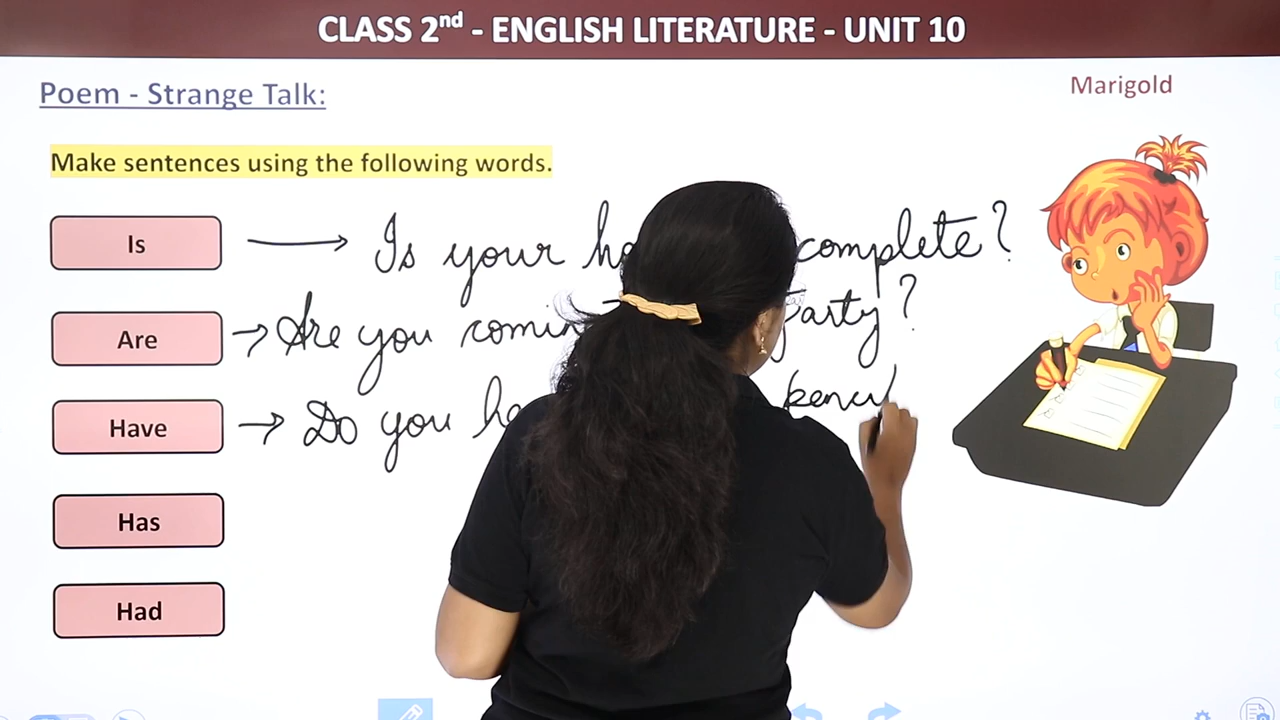 CLASS 2nd - ENGLISH LITERATURE - UNIT 10
Poem - Strange Talk:
Marigold
Make sentences using the following words.
Is → Is your complete?
Are → Are you party?
Have → Do you pencil
Has
Had